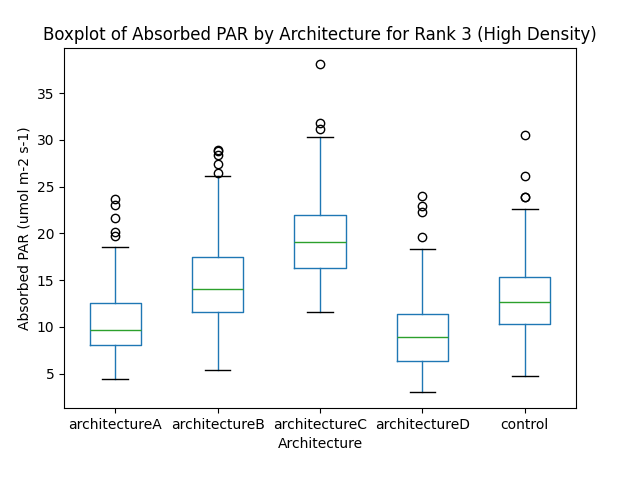 Boxplot of Absorbed PAR by Architecture for Rank 3 (High Density)
Absorbed PAR (umol m-2 s-1)
35
30
25
20
15
10
5
architectureA architectureB architectureC architectureD control
Architecture